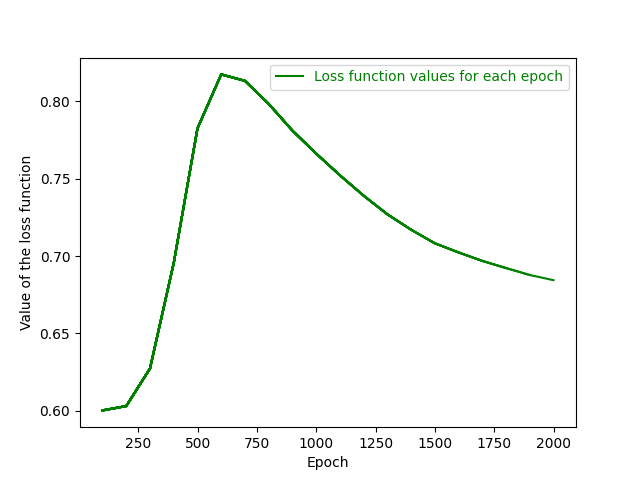 Loss function values for each epoch
Value of the loss function
0.80
0.75
0.70
0.65
0.60
250 500 750 1000 1250 1500 1750 2000
Epoch